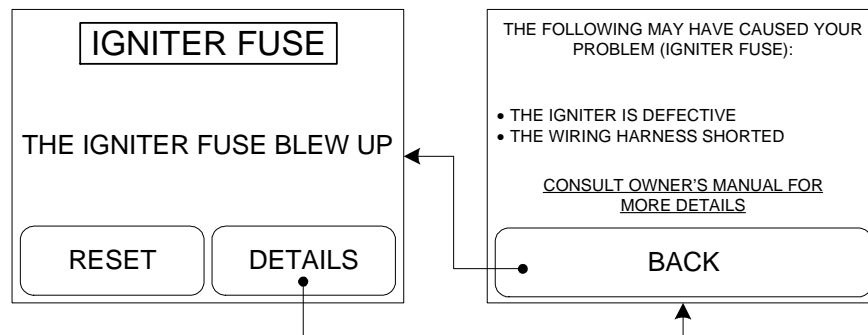 IGNITER FUSE
THE IGNITER FUSE BLEW UP
RESET
DETAILS
THE FOLLOWING MAY HAVE CAUSED YOUR
PROBLEM (IGNITER FUSE):
• THE IGNITER IS DEFECTIVE
• THE WIRING HARNESS SHORTED
CONSULT OWNER'S MANUAL FOR
MORE DETAILS
BACK